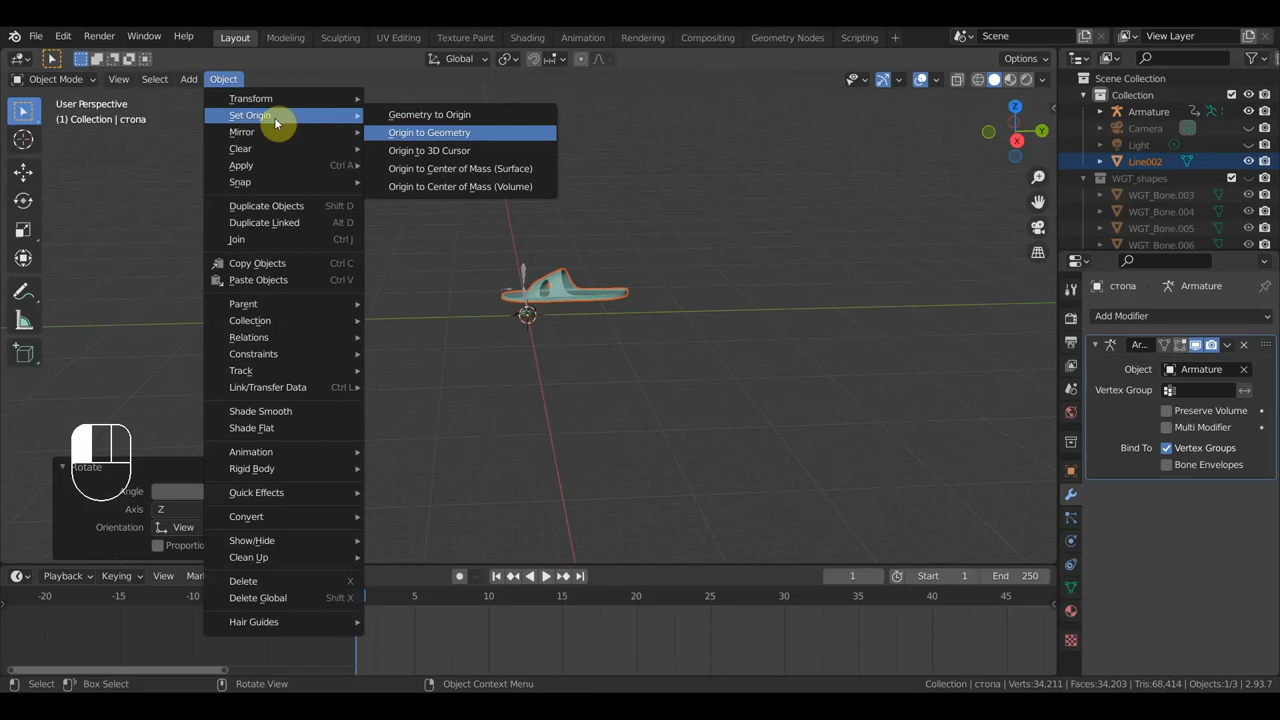 File Edit Render Window Help Layout Modeling Sculpting UV Editing Texture Paint Shading Animation Rendering Compositing Geometry Nodes Scripting + Scene View Layer
Global Options
Object Mode View Select Add Object
User Perspective
(1) Collection | стопа
Transform
Set Origin
Mirror
Clear
Apply Ctrl A
Snap
Duplicate Objects Shift D
Duplicate Linked Alt D
Join Ctrl J
Copy Objects Ctrl C
Paste Objects Ctrl V
Parent
Collection
Relations
Constraints
Track
Link/Transfer Data Ctrl L
Shade Smooth
Shade Flat
Animation
Rigid Body
Quick Effects
Convert
Show/Hide
Clean Up
Delete X
Delete Global Shift X
Hair Guides
Geometry to Origin
Origin to Geometry
Origin to 3D Cursor
Origin to Center of Mass (Surface)
Origin to Center of Mass (Volume)
Z
Y
X
Rotate
Angle
Axis Z
Orientation View
Proportio
Scene Collection
Collection
Armature
Camera
Light
Line002
WGT_shapes
WGT_Bone.003
WGT_Bone.004
WGT_Bone.005
WGT_Bone.006
стопа Armature
Add Modifier
Ar...
Object Armature
Vertex Group
Preserve Volume
Multi Modifier
Bind To Vertex Groups
Bone Envelopes
Playback Keying View Mar 1 Start 1 End 250
-20 -15 -10 -5 5 10 15 20 25 30 35 40 45
Select Box Select Rotate View Object Context Menu Collection | стопа | Verts:34,211 | Faces:34,203 | Tris:68,414 | Objects:1/3 | 2.93.7